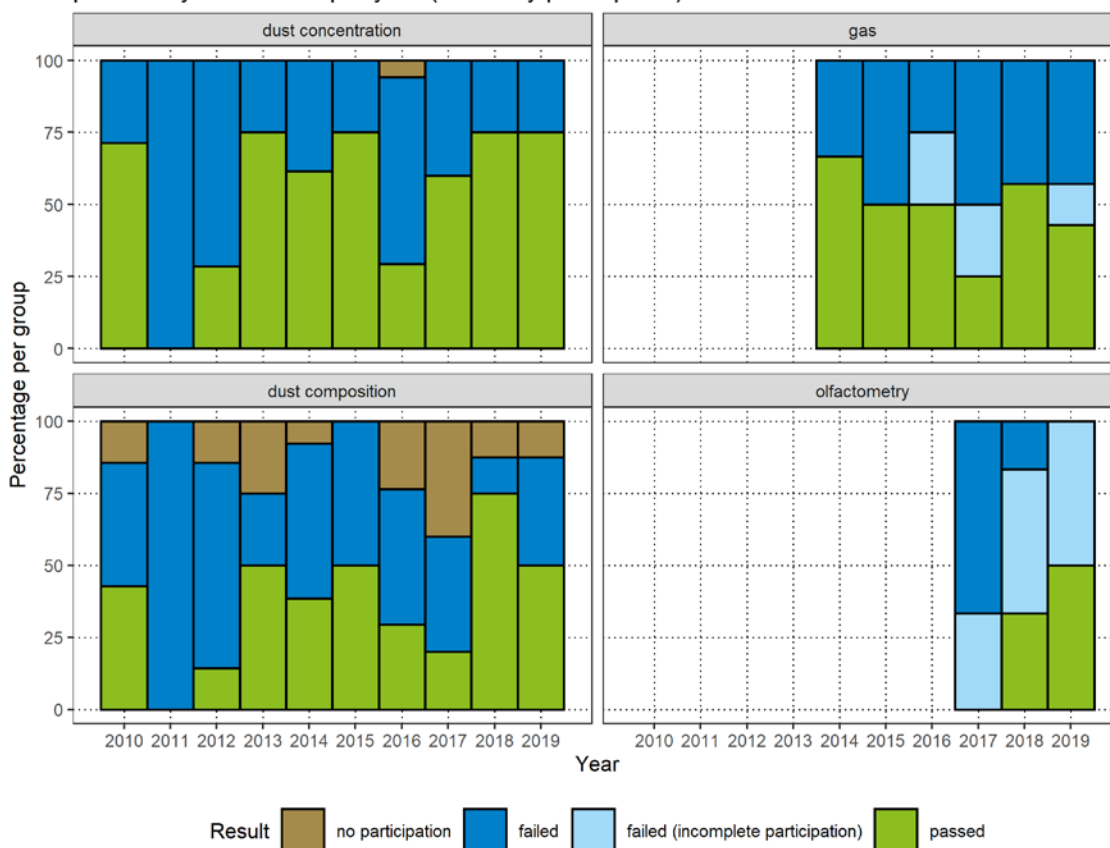 dust concentration
gas
100
75
50
25
0
dust composition
olfactometry
100
75
50
25
0
Percentage per group
2010 2011 2012 2013 2014 2015 2016 2017 2018 2019
2010 2011 2012 2013 2014 2015 2016 2017 2018 2019
Year
Result no participation failed failed (incomplete participation) passed